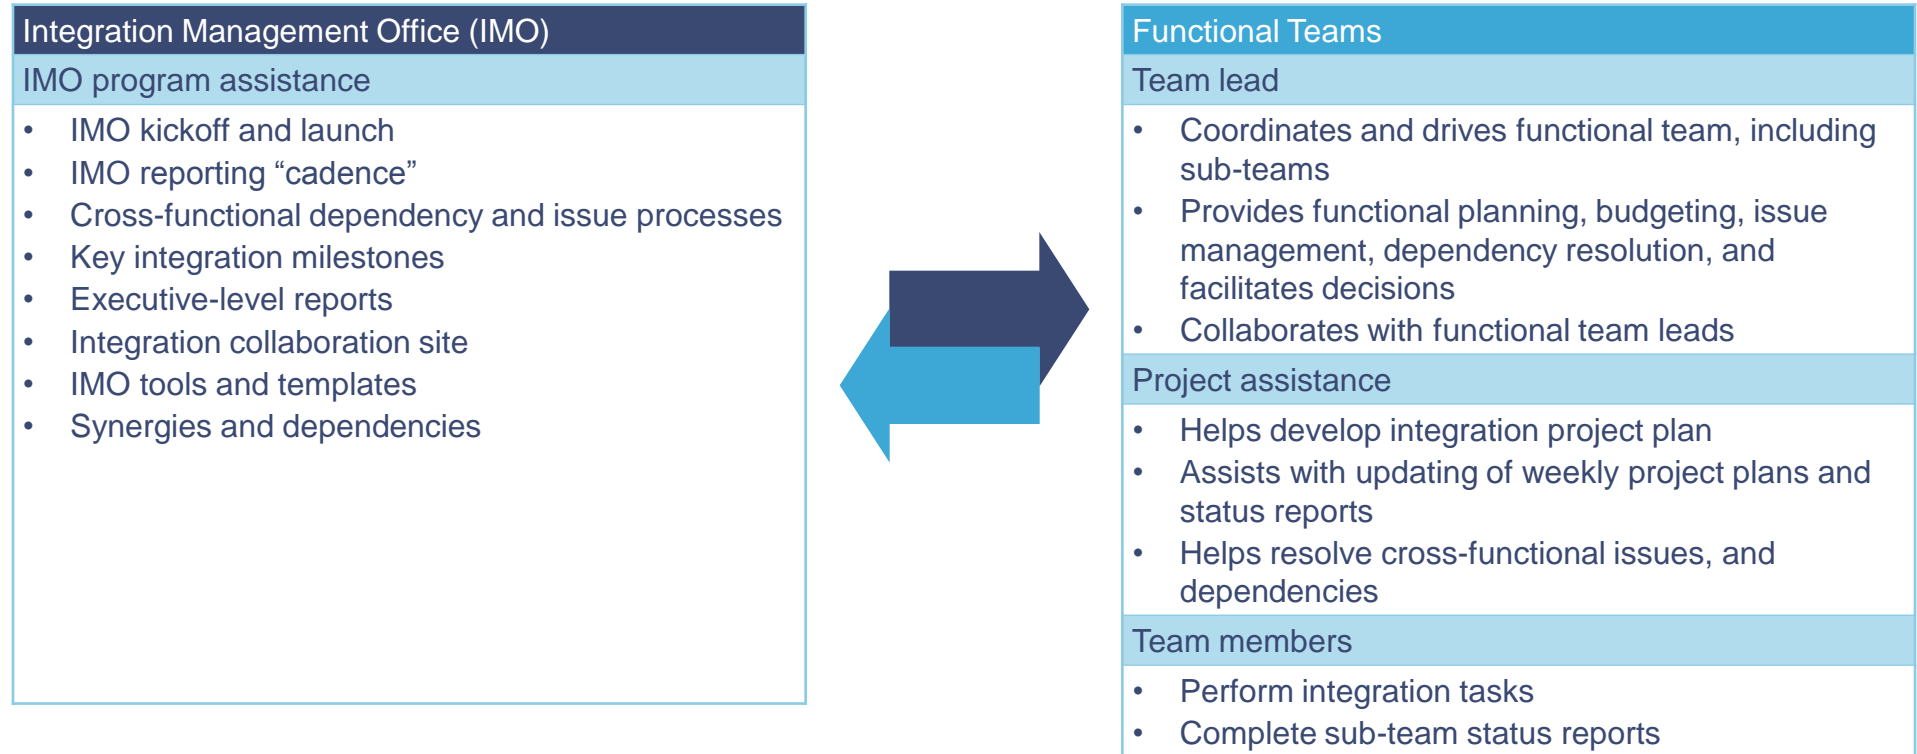 Integration Management Office (IMO)
IMO program assistance
• IMO kickoff and launch
• IMO reporting “cadence”
• Cross-functional dependency and issue processes
• Key integration milestones
• Executive-level reports
• Integration collaboration site
• IMO tools and templates
• Synergies and dependencies
Functional Teams
Team lead
• Coordinates and drives functional team, including
sub-teams
• Provides functional planning, budgeting, issue
management, dependency resolution, and
facilitates decisions
• Collaborates with functional team leads
Project assistance
• Helps develop integration project plan
• Assists with updating of weekly project plans and
status reports
• Helps resolve cross-functional issues, and
dependencies
Team members
• Perform integration tasks
• Complete sub-team status reports